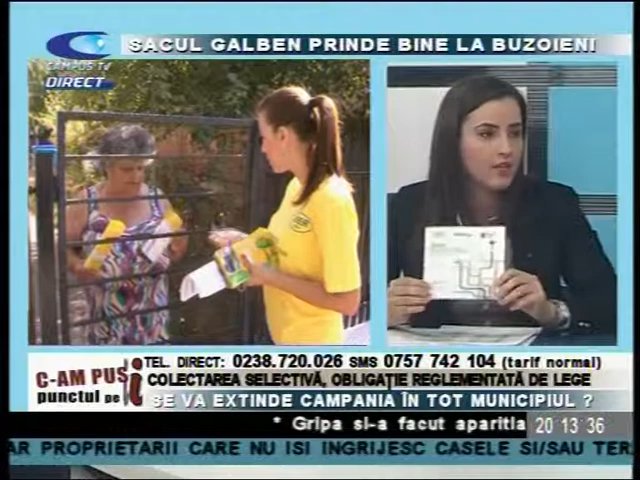 SACUL GALBEN PRINDE BINE LA BUZOIENI
CAMPUS TV
DIRECT
TEL. DIRECT: 0238.720.026 SMS 0757 742 104 (tarif normal)
C-AM PUS
punctul pe i
COLECTAREA SELECTIVĂ, OBLIGAȚIE REGLEMENTATĂ DE LEGE
SE VA EXTINDE CAMPANIA ÎN TOT MUNICIPIUL ?
* Gripa si-a facut aparitia
20 13 36
AR PROPRIETARII CARE NU ISI INGRIJESC CASELE SI/SAU TER